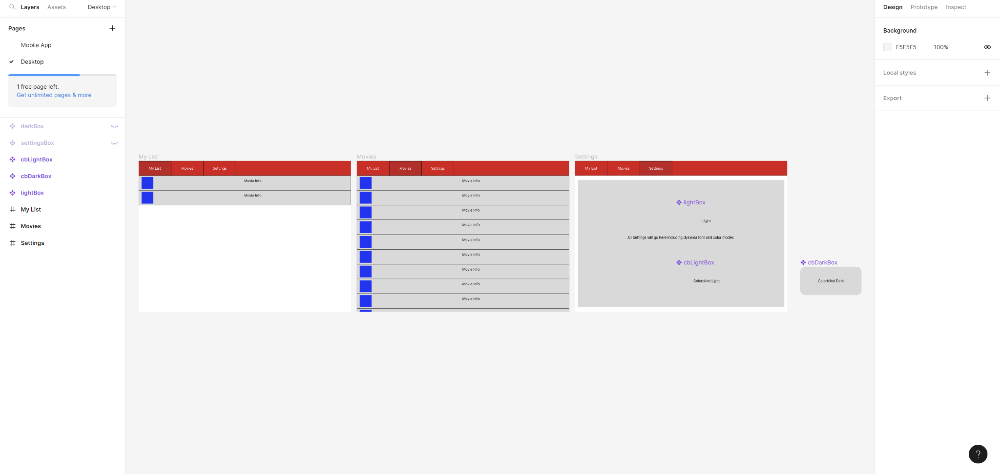 Layers Assets Desktop
Pages
Mobile App
Desktop
1 free page left.
Get unlimited pages & more
darkBox
settingsBox
cbLightBox
cbDarkBox
lightBox
My List
Movies
Settings
My List
My List Movies Settings
Movie Info
Movie Info
Movies
My List Movies Settings
Movie Info
Movie Info
Movie Info
Movie Info
Movie Info
Movie Info
Movie Info
Movie Info
Movie Info
Settings
My List Movies Settings
lightBox
Light
All Settings will go here including dyslexia font and color modes
cbLightBox
Colorblind Light
cbDarkBox
Colorblind Dark
Design Prototype Inspect
Background
F5F5F5 100%
Local styles
Export
?